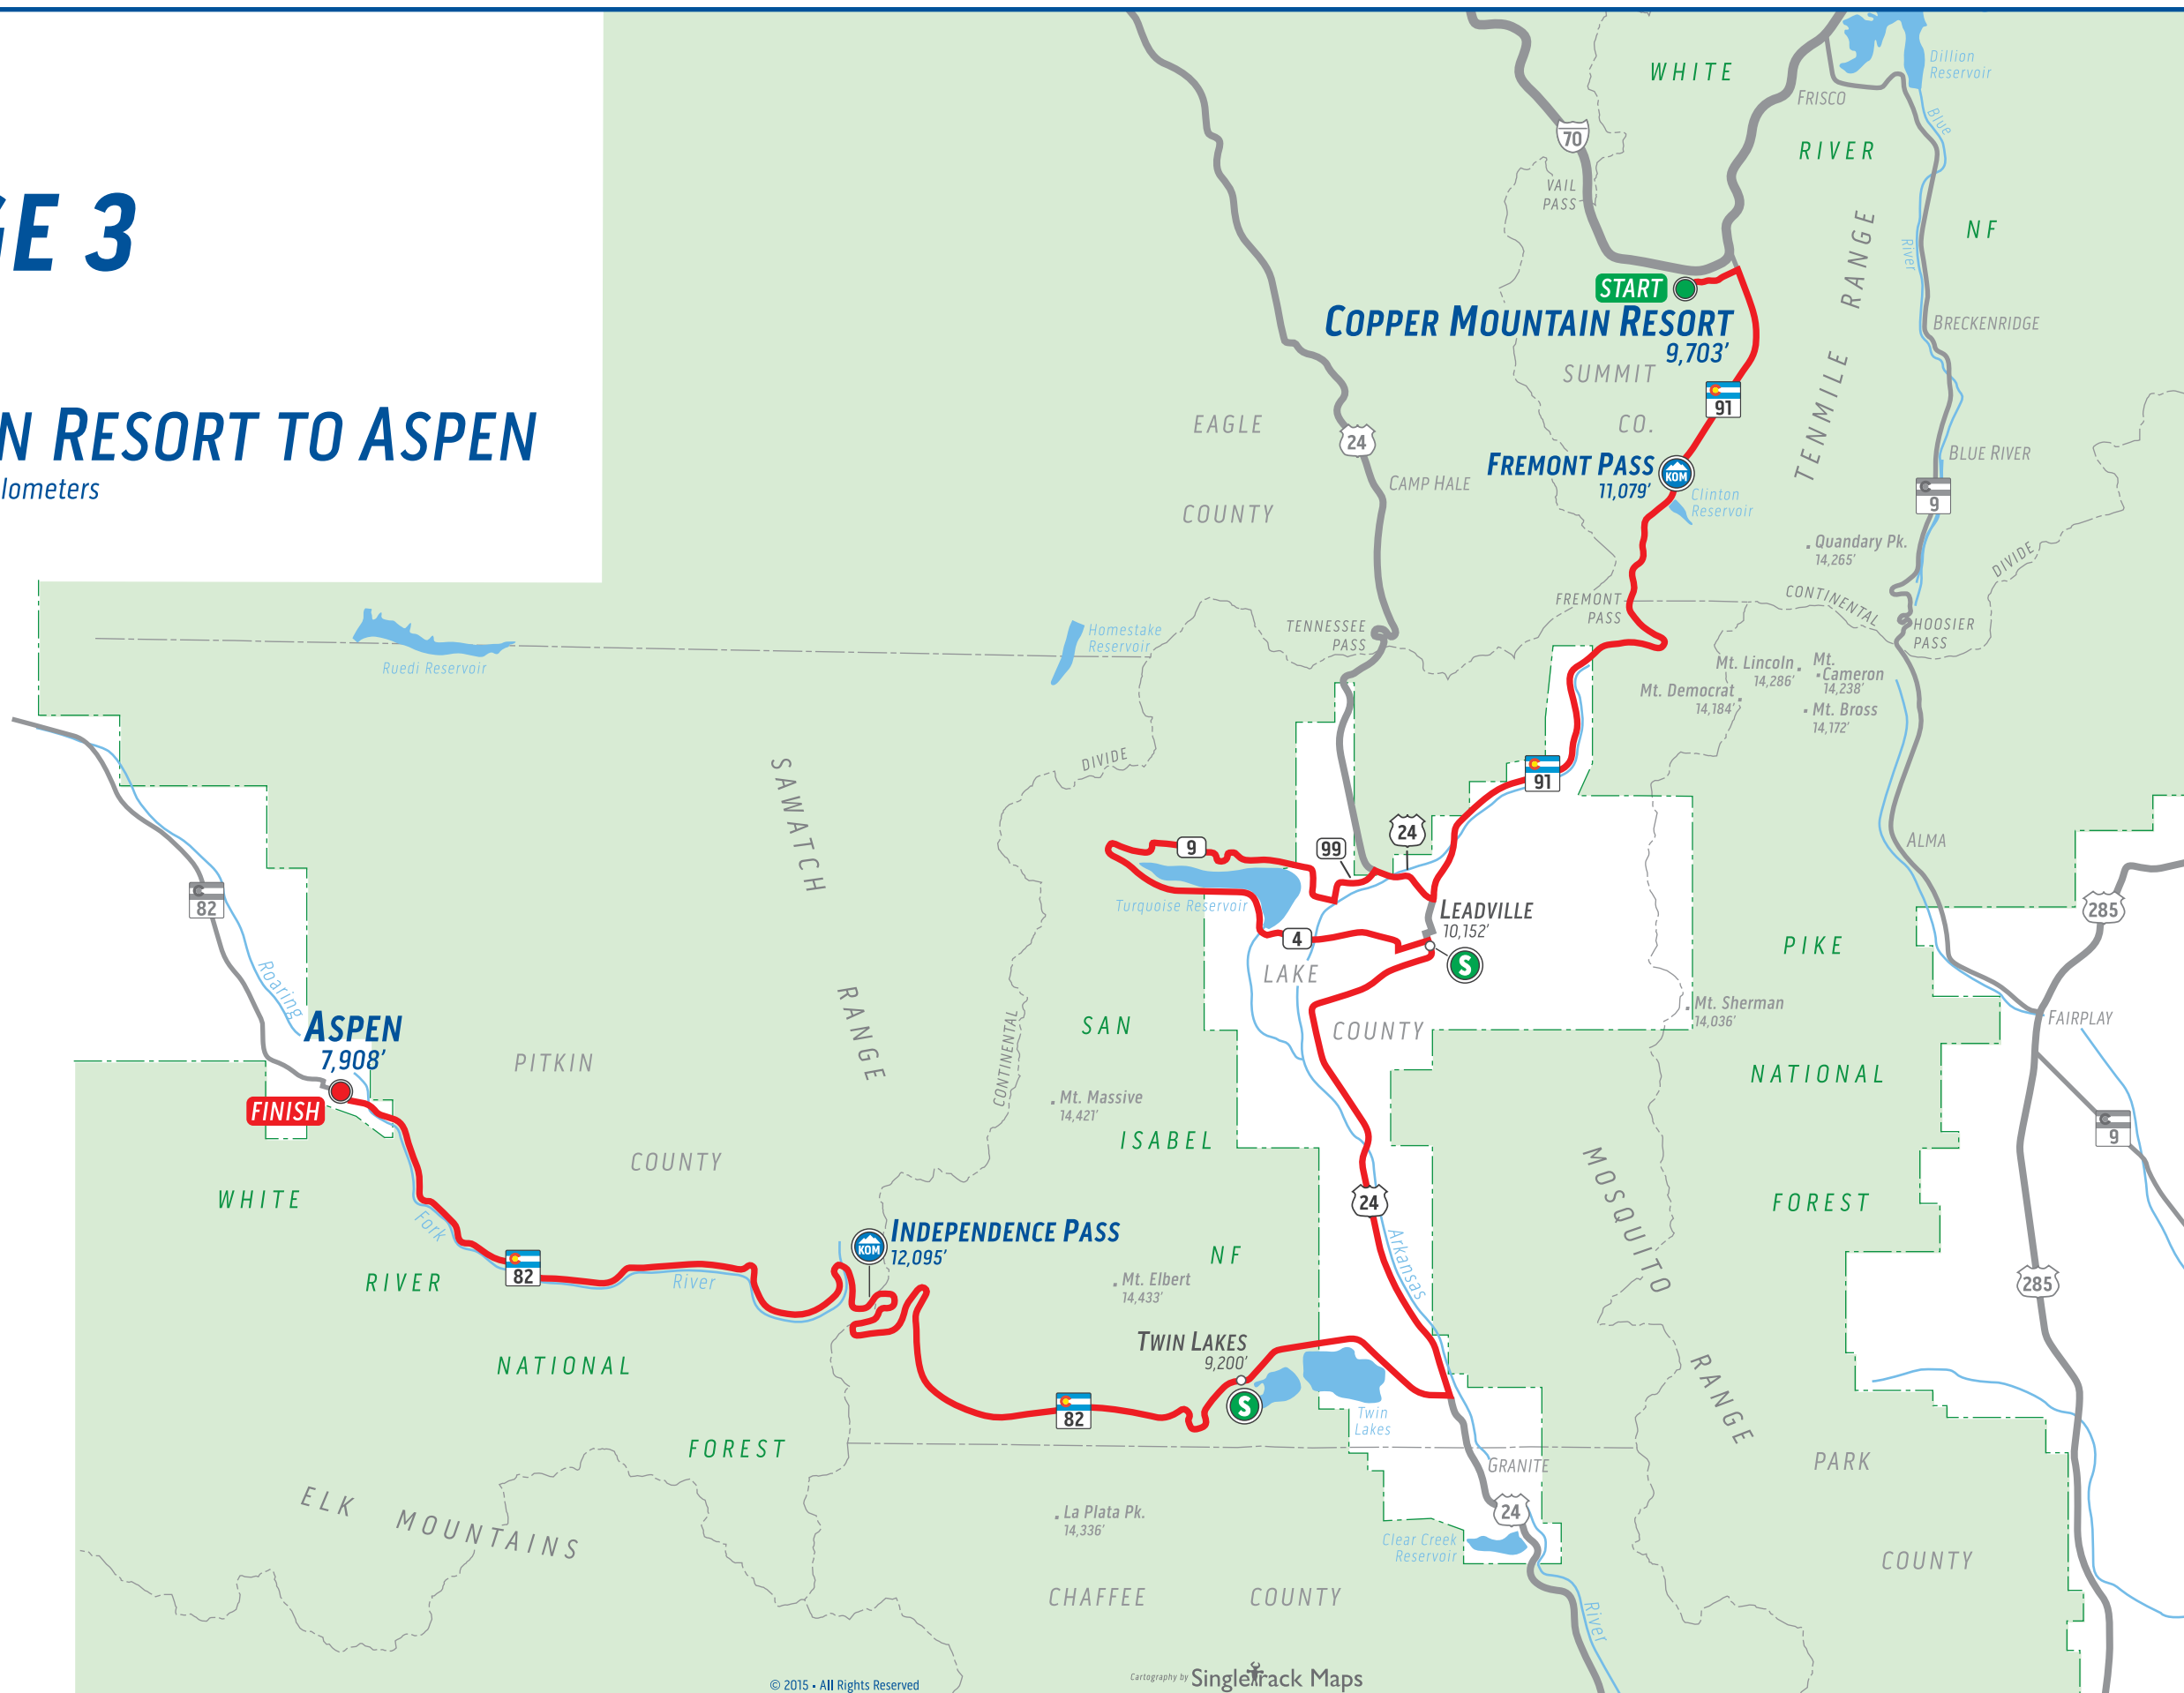 GE 3
N RESORT TO ASPEN
lometers
WHITE
RIVER
NF
Dillion
Reservoir
FRISCO
Blue
River
70
VAIL
PASS
TENMILE RANGE
START
COPPER MOUNTAIN RESORT
9,703'
BRECKENRIDGE
SUMMIT
CO.
91
EAGLE
COUNTY
24
CAMP HALE
FREMONT PASS
11,079'
KOM
Clinton
Reservoir
BLUE RIVER
9
Quandary Pk.
14,265'
CONTINENTAL
DIVIDE
FREMONT
PASS
HOOSIER
PASS
TENNESSEE
PASS
Homestake
Reservoir
Ruedi Reservoir
Mt. Lincoln
14,286'
Mt.
Cameron
14,238'
Mt. Democrat
14,184'
Mt. Bross
14,172'
DIVIDE
SAWATCH
RANGE
91
9
99
24
ALMA
Turquoise Reservoir
LEADVILLE
10,152'
S
4
LAKE
COUNTY
82
Roaring
285
PIKE
NATIONAL
FOREST
Mt. Sherman
14,036'
FAIRPLAY
ASPEN
7,908'
FINISH
PITKIN
COUNTY
SAN
ISABEL
NF
CONTINENTAL
Mt. Massive
14,421'
9
WHITE
RIVER
NATIONAL
FOREST
Fork
River
82
KOM
INDEPENDENCE PASS
12,095'
24
Arkansas
MOSQUITO
RANGE
285
Mt. Elbert
14,433'
TWIN LAKES
9,200'
S
82
Twin
Lakes
GRANITE
PARK
COUNTY
ELK MOUNTAINS
La Plata Pk.
14,336'
24
Clear Creek
Reservoir
CHAFFEE COUNTY
River
© 2015 • All Rights Reserved
Cartography by SingleTrack Maps